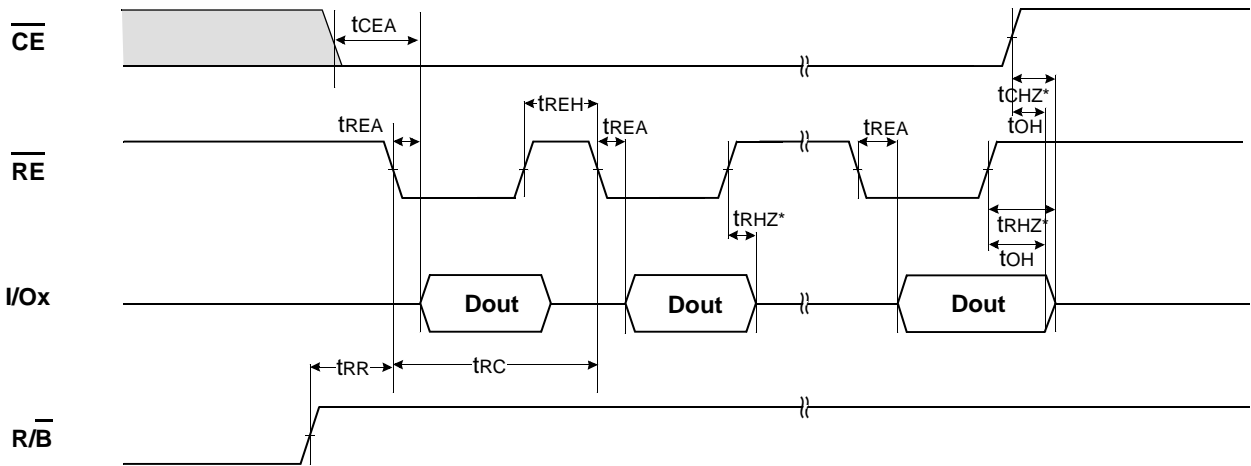 CE
tCEA
tCHZ*
tREH
tREA
tREA
tREA
tOH
RE
tRHZ*
tRHZ*
tOH
I/Ox
Dout
Dout
Dout
tRR
tRC
R/B